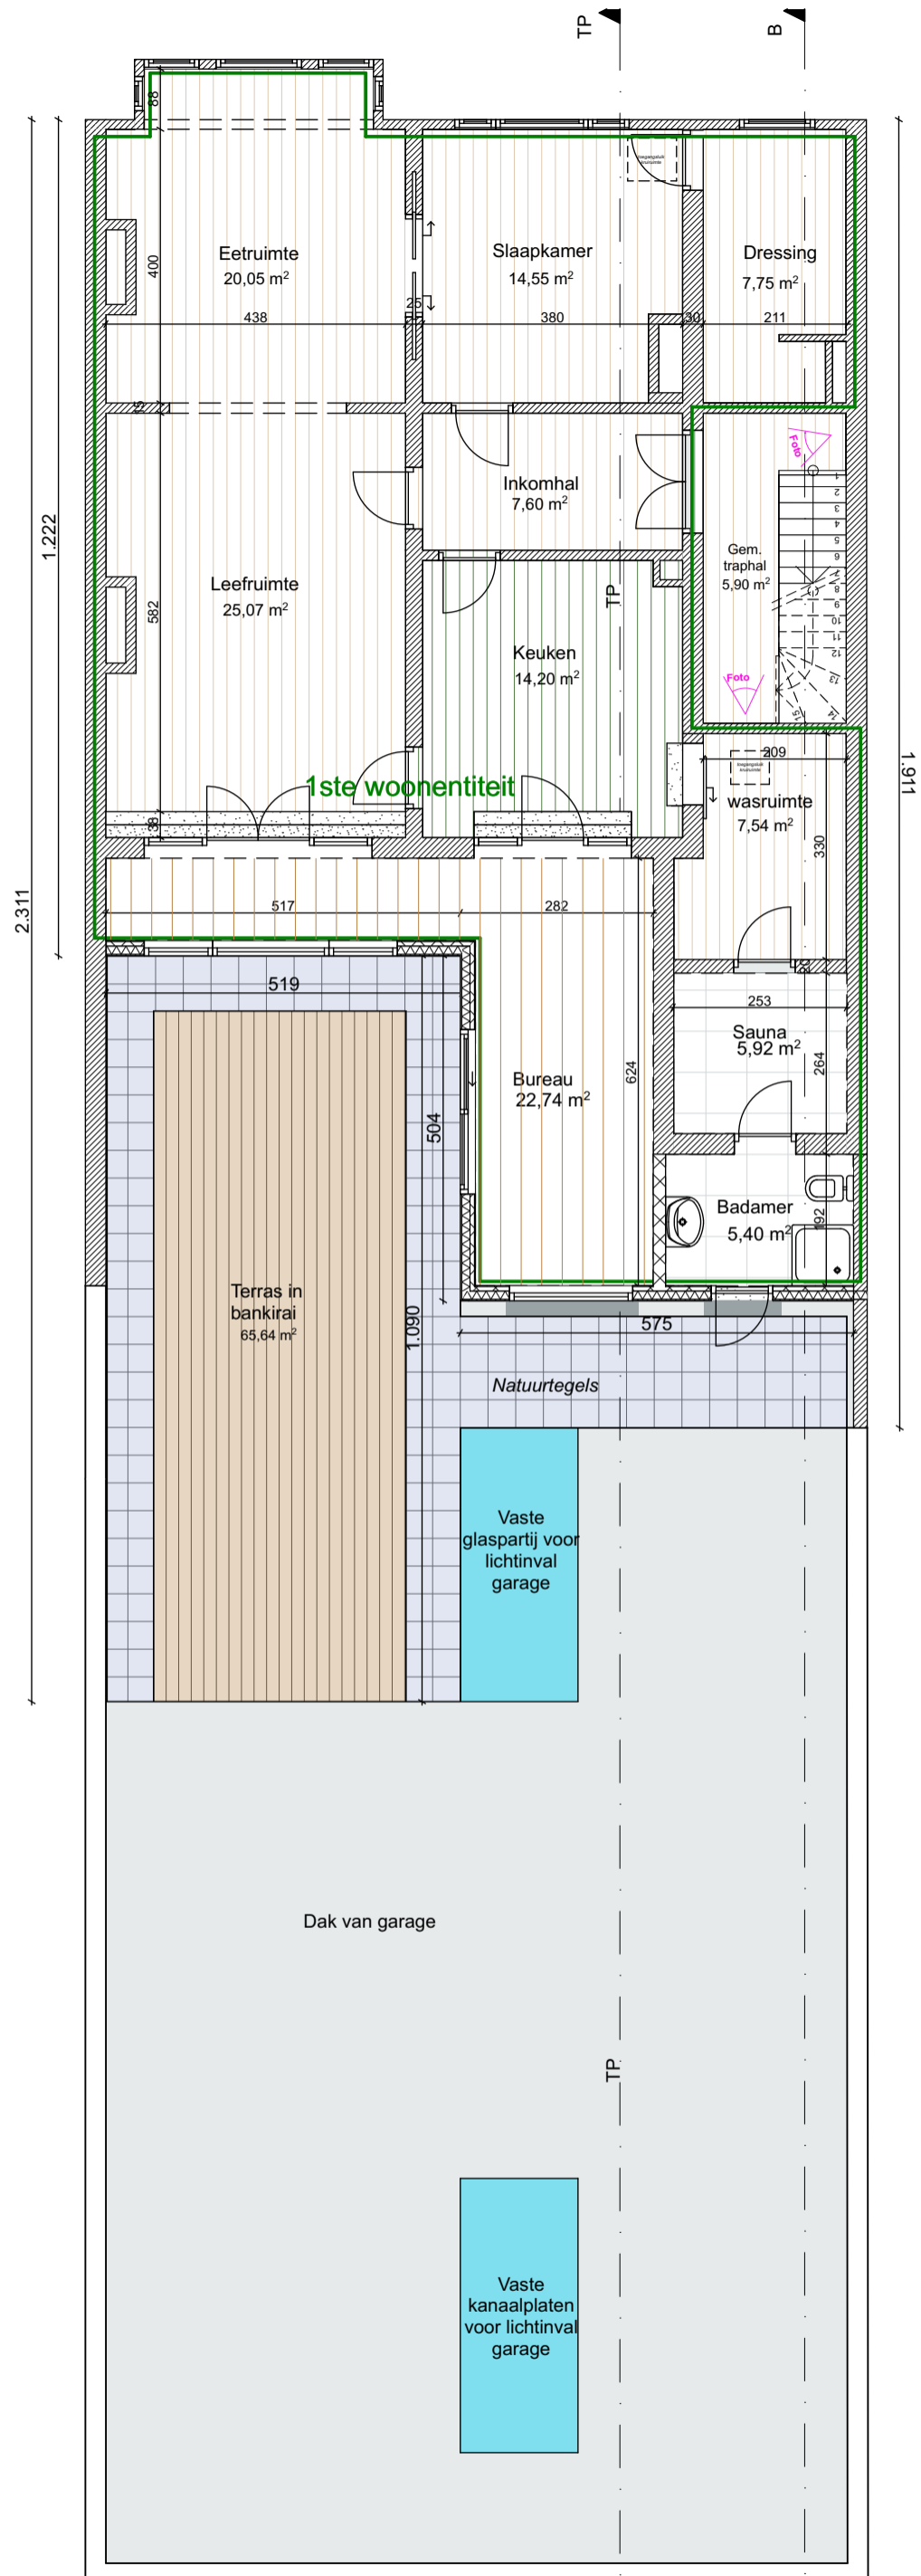 TP
B
88
Eetruimte
20,05 m²
400
438
25
Slaapkamer
14,55 m²
380
30
Dressing
7,75 m²
211
15
Foto
Inkomhal
7,60 m²
1.222
Leefruimte
25,07 m²
582
Gem.
traphal
5,90 m²
1
2
3
4
5
6
7
8
9
10
11
12
13
14
15
TP
Keuken
14,20 m²
Foto
1ste woonentiteit
209
wasruimte
7,54 m²
330
1.911
38
2.311
517
282
20
519
253
Sauna
5,92 m²
264
624
Bureau
22,74 m²
504
Badamer
5,40 m²
192
Terras in
bankirai
65,64 m²
1.090
575
Natuurtegels
Vaste
glaspartij voor
lichtinval
garage
Dak van garage
TP
Vaste
kanaalplaten
voor lichtinval
garage